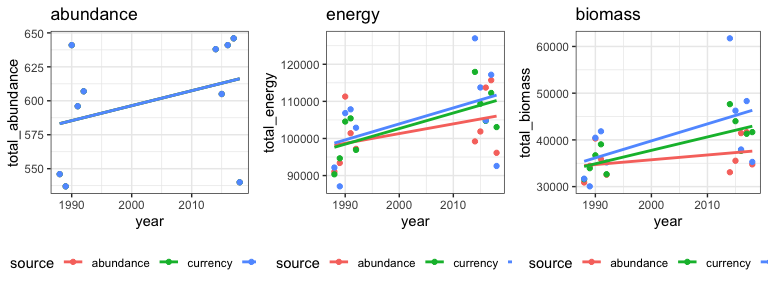 abundance
total_abundance
650
625
600
575
550
1990
2000
2010
year
source abundance currency
energy
total_energy
120000
110000
100000
90000
1990
2000
2010
year
source abundance currency
biomass
total_biomass
60000
50000
40000
30000
1990
2000
2010
year
source abundance currency